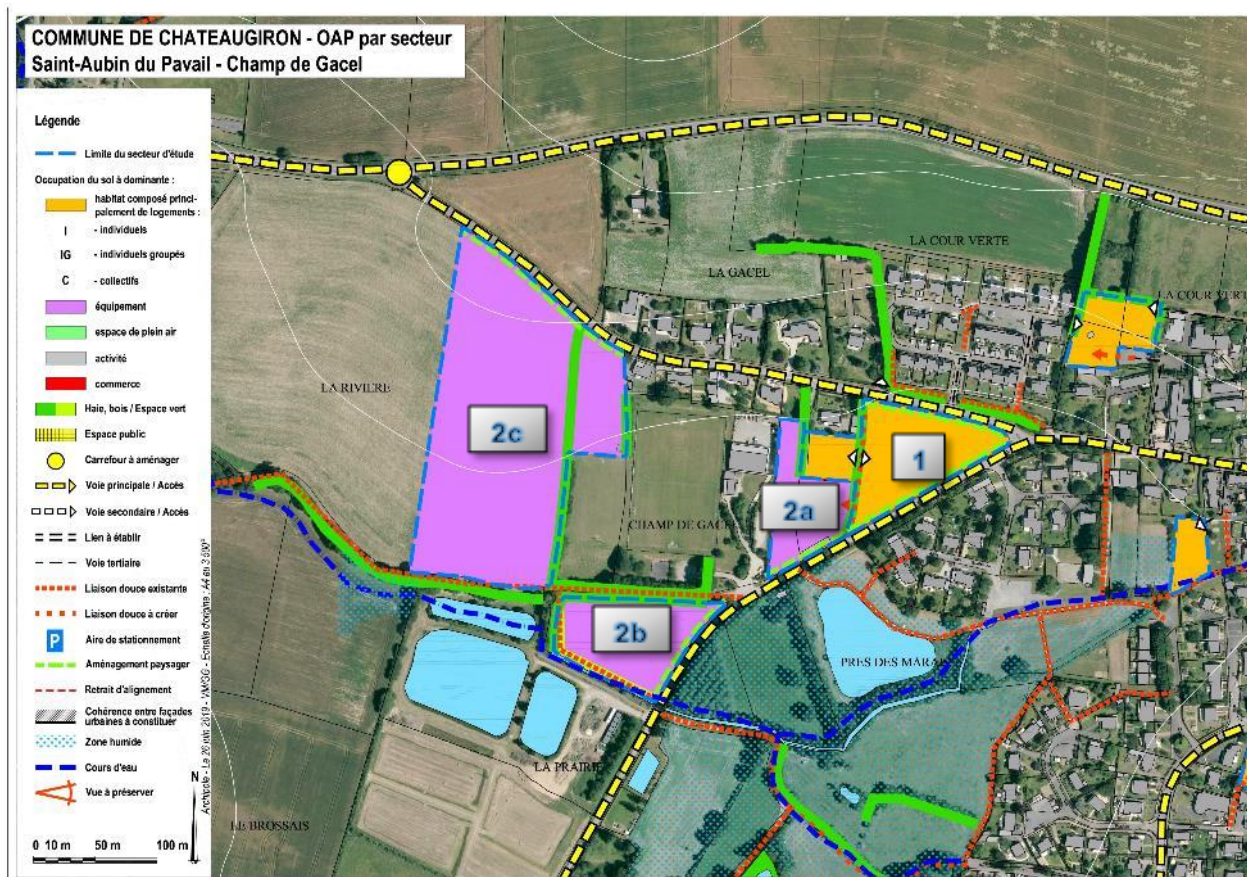 COMMUNE DE CHATEAUGIRON - OAP par secteur
Saint-Aubin du Pavail - Champ de Gacel
Légende
Limite du secteur d'étude
Occupation du sol à dominante :
habitat composé princi-
palement de logements :
I - individuels
IG - individuels groupés
C - collectifs
équipement
espace de plein air
activité
commerce
Haie, bois / Espace vert
Espace public
Carrefour à aménager
Voie principale / Accès
Voie secondaire / Accès
Lien à établir
Voie tertiaire
Liaison douce existante
Liaison douce à créer
P Aire de stationnement
Aménagement paysager
Retrait d'alignement
Cohérence entre façades
urbaines à constituer
Zone humide
Cours d'eau
Vue à préserver
N
0 10 m 50 m 100 m
LA COUR VERTE
LA GACEL
LA COUR VERT
LA RIVIERE
2c
1
2a
CHAMP DE GACE
2b
PRES DES MARAI
LA PRAIRIE
LE BROSSAIS